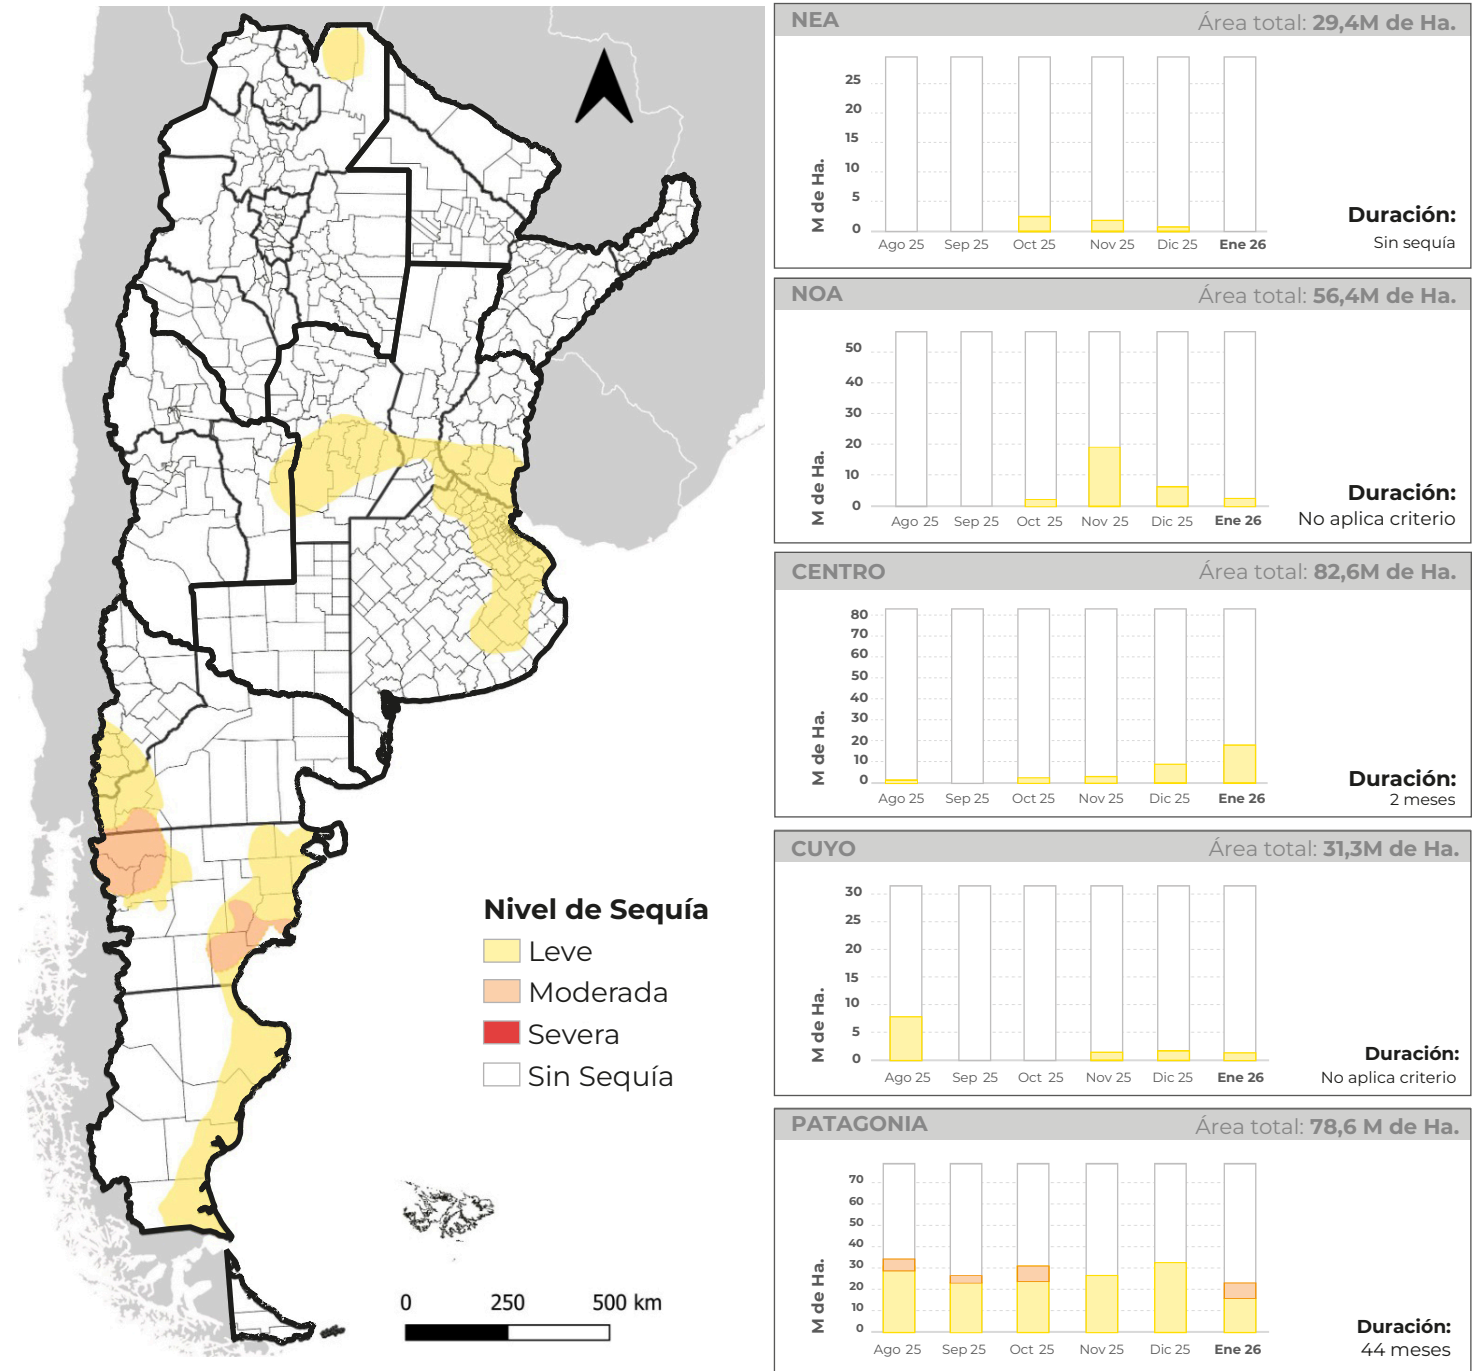 Nivel de Sequía
Leve
Moderada
Severa
Sin Sequía
0 250 500 km
NEA Área total: 29,4M de Ha.
M de Ha.
25
20
15
10
5
0
Ago 25 Sep 25 Oct 25 Nov 25 Dic 25 Ene 26
Duración:
Sin sequía
NOA Área total: 56,4M de Ha.
M de Ha.
50
40
30
20
10
0
Ago 25 Sep 25 Oct 25 Nov 25 Dic 25 Ene 26
Duración:
No aplica criterio
CENTRO Área total: 82,6M de Ha.
M de Ha.
80
70
60
50
40
30
20
10
0
Ago 25 Sep 25 Oct 25 Nov 25 Dic 25 Ene 26
Duración:
2 meses
CUYO Área total: 31,3M de Ha.
M de Ha.
30
25
20
15
10
5
0
Ago 25 Sep 25 Oct 25 Nov 25 Dic 25 Ene 26
Duración:
No aplica criterio
PATAGONIA Área total: 78,6 M de Ha.
M de Ha.
70
60
50
40
30
20
10
0
Ago 25 Sep 25 Oct 25 Nov 25 Dic 25 Ene 26
Duración:
44 meses